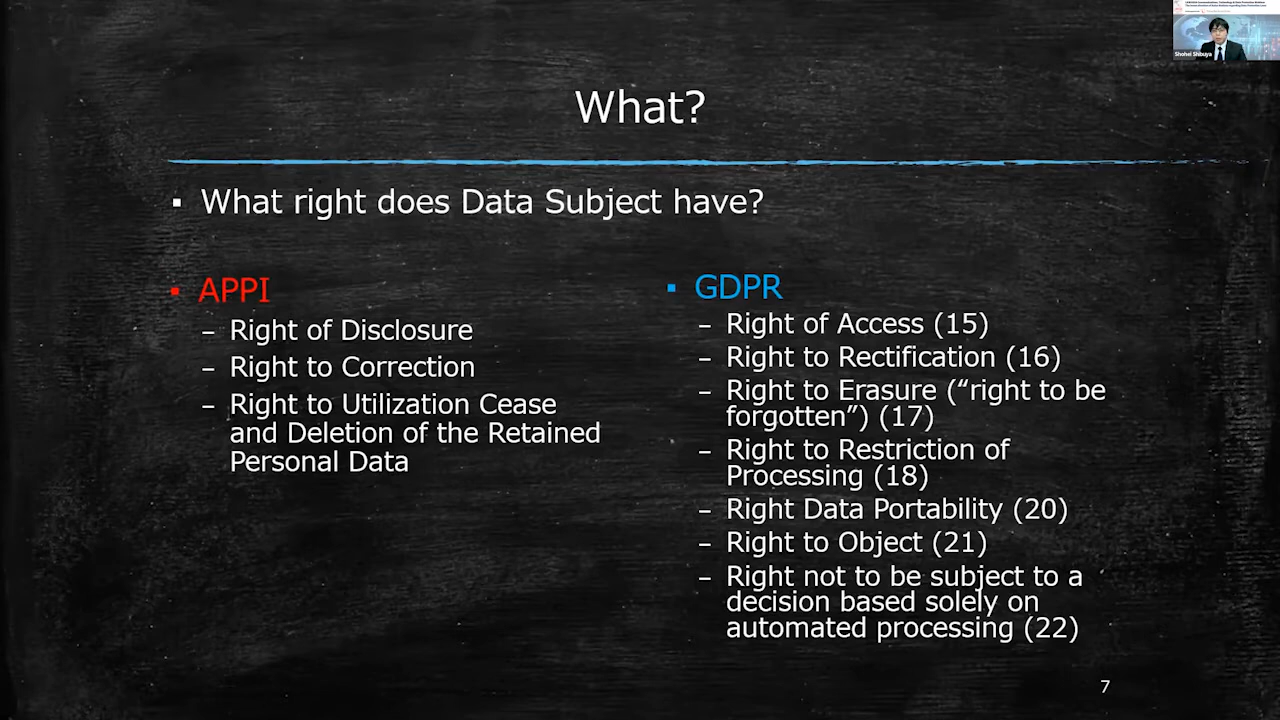 What?
▪ What right does Data Subject have?
▪ APPI
– Right of Disclosure
– Right to Correction
– Right to Utilization Cease
and Deletion of the Retained
Personal Data
▪ GDPR
– Right of Access (15)
– Right to Rectification (16)
– Right to Erasure (“right to be
forgotten”) (17)
– Right to Restriction of
Processing (18)
– Right Data Portability (20)
– Right to Object (21)
– Right not to be subject to a
decision based solely on
automated processing (22)
7
Shohei Shibuya